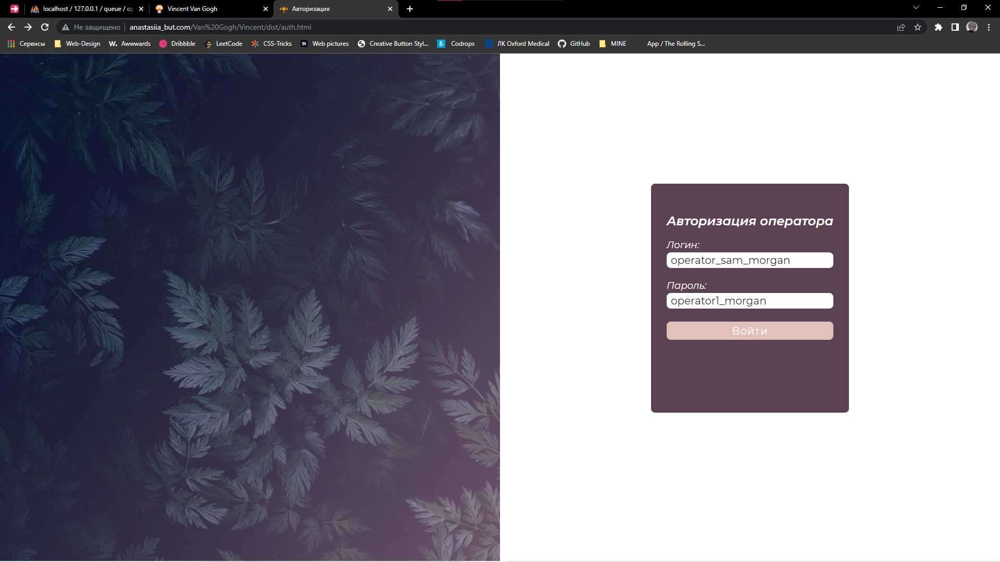 localhost / 127.0.0.1 / queue / op
Vincent Van Gogh
Авторизация
Не защищено
anastasiia_but.com/Van%20Gogh/Vincent/dist/auth.html
Сервисы
Web-Design
W. Awwwards
Dribbble
LeetCode
CSS-Tricks
St Web pictures
Creative Button Styl...
Codrops
ЛК Oxford Medical
GitHub
MINE
App / The Rolling S...
Авторизация оператора
Логин:
operator_sam_morgan
Пароль:
operator1_morgan
Войти